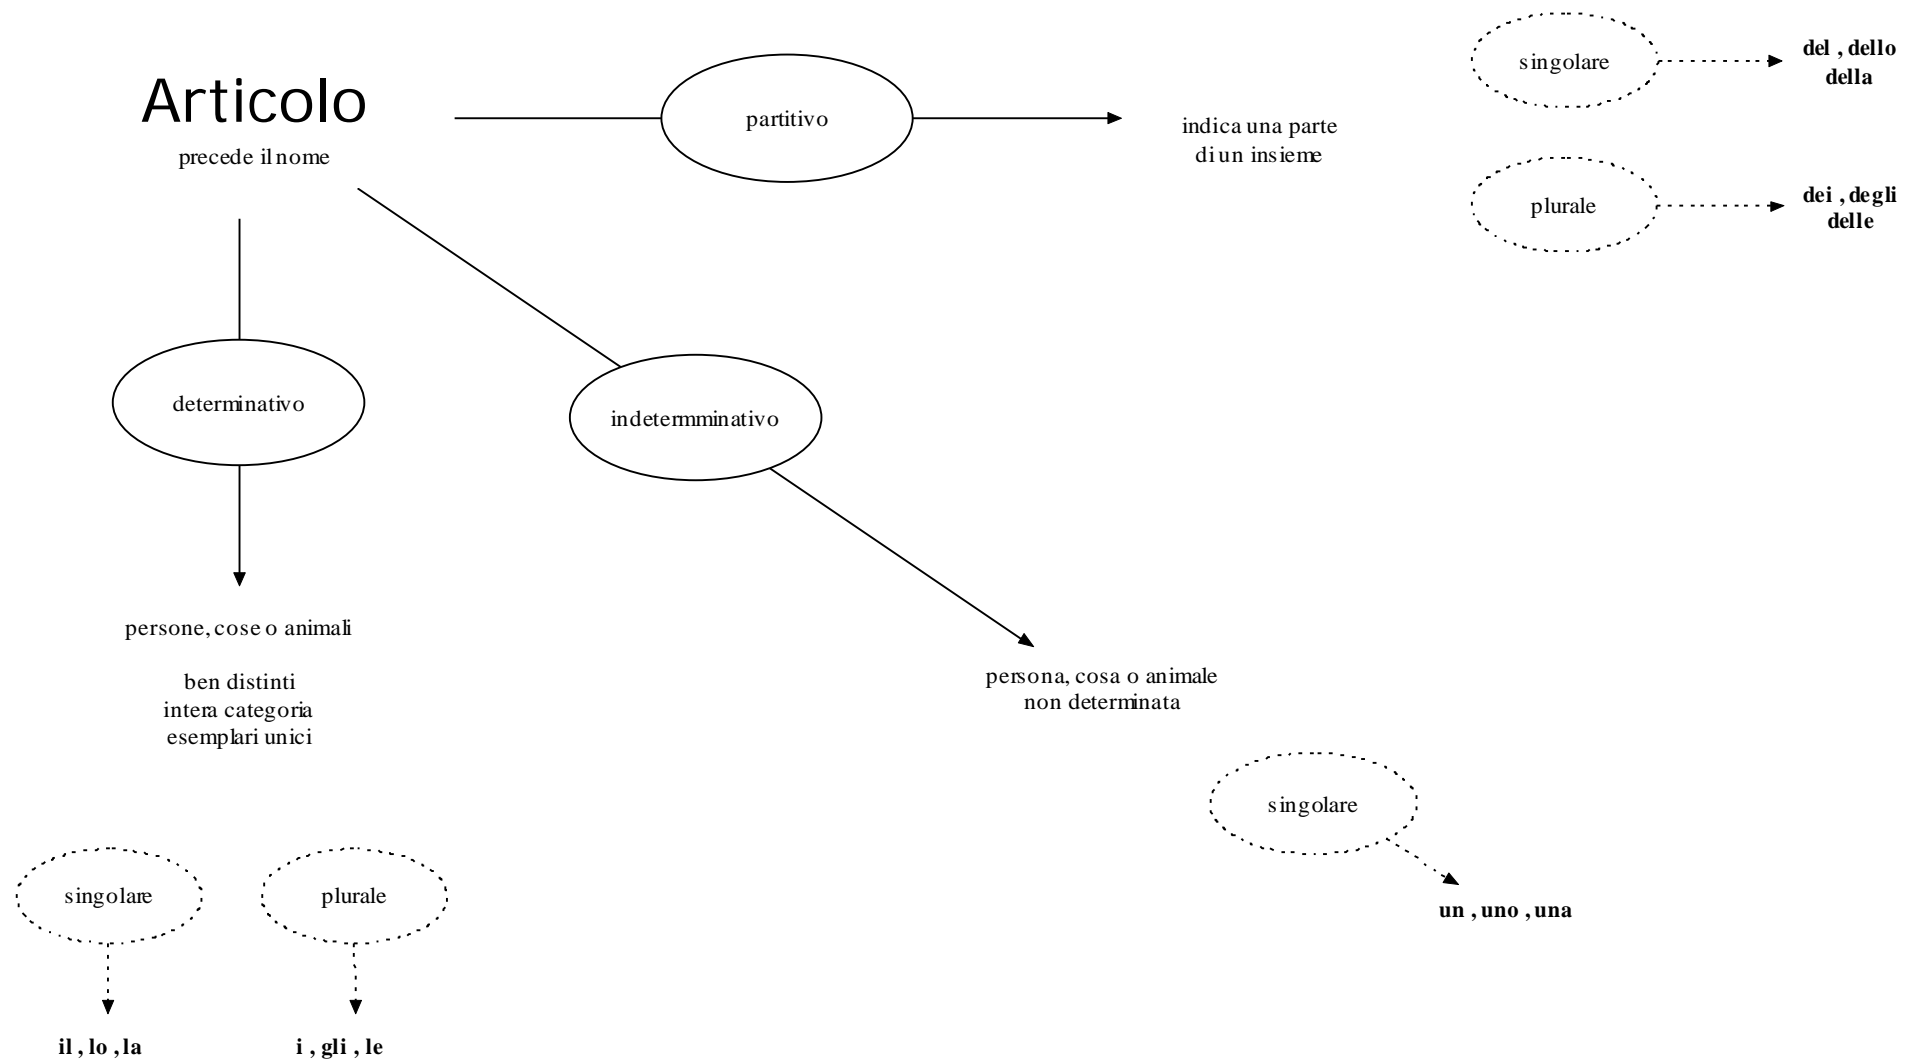 Articolo
precede il nome
partitivo
indica una parte
di un insieme
singolare
del , dello
della
plurale
dei , degli
delle
determinativo
persone, cose o animali
ben distinti
intera categoria
esemplari unici
singolare
il , lo , la
plurale
i , gli , le
indetermminativo
persona, cosa o animale
non determinata
singolare
un , uno , una